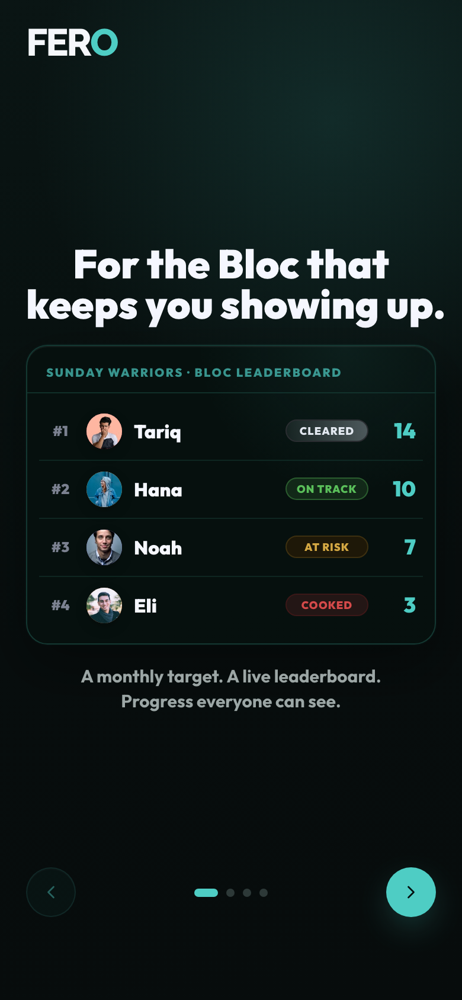 FERO
For the Bloc that
keeps you showing up.
SUNDAY WARRIORS · BLOC LEADERBOARD
#1 Tariq CLEARED 14
#2 Hana ON TRACK 10
#3 Noah AT RISK 7
#4 Eli COOKED 3
A monthly target. A live leaderboard.
Progress everyone can see.